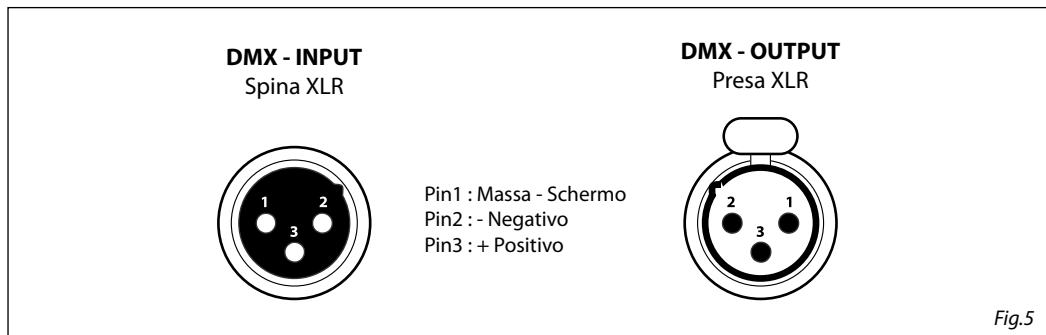 DMX - INPUT
Spina XLR
DMX - OUTPUT
Presa XLR
1
2
3
Pin1 : Massa - Schermo
Pin2 : - Negativo
Pin3 : + Positivo
2
1
3
Fig.5